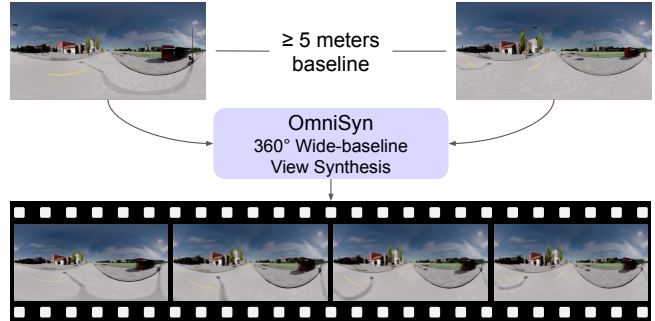 ≥ 5 meters
baseline
OmniSyn
360° Wide-baseline
View Synthesis